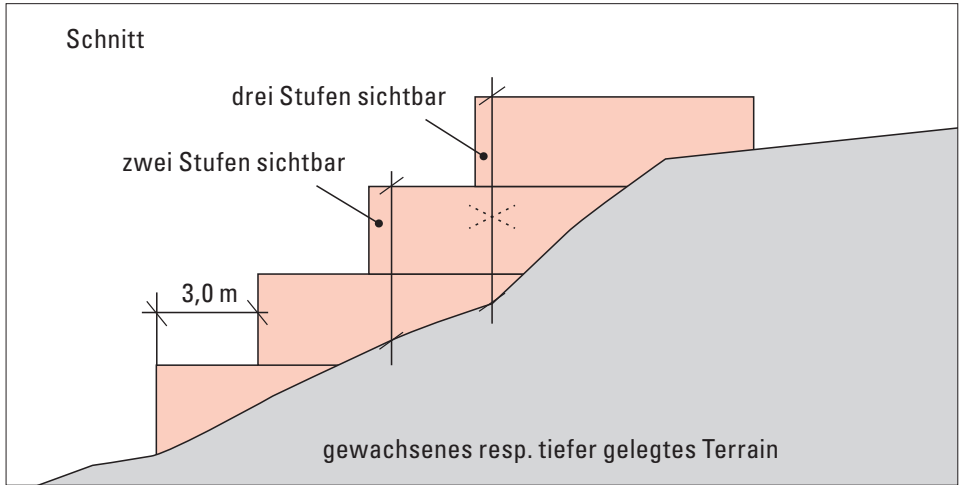 Schnitt
drei Stufen sichtbar
zwei Stufen sichtbar
3,0 m
gewachsenes resp. tiefer gelegtes Terrain